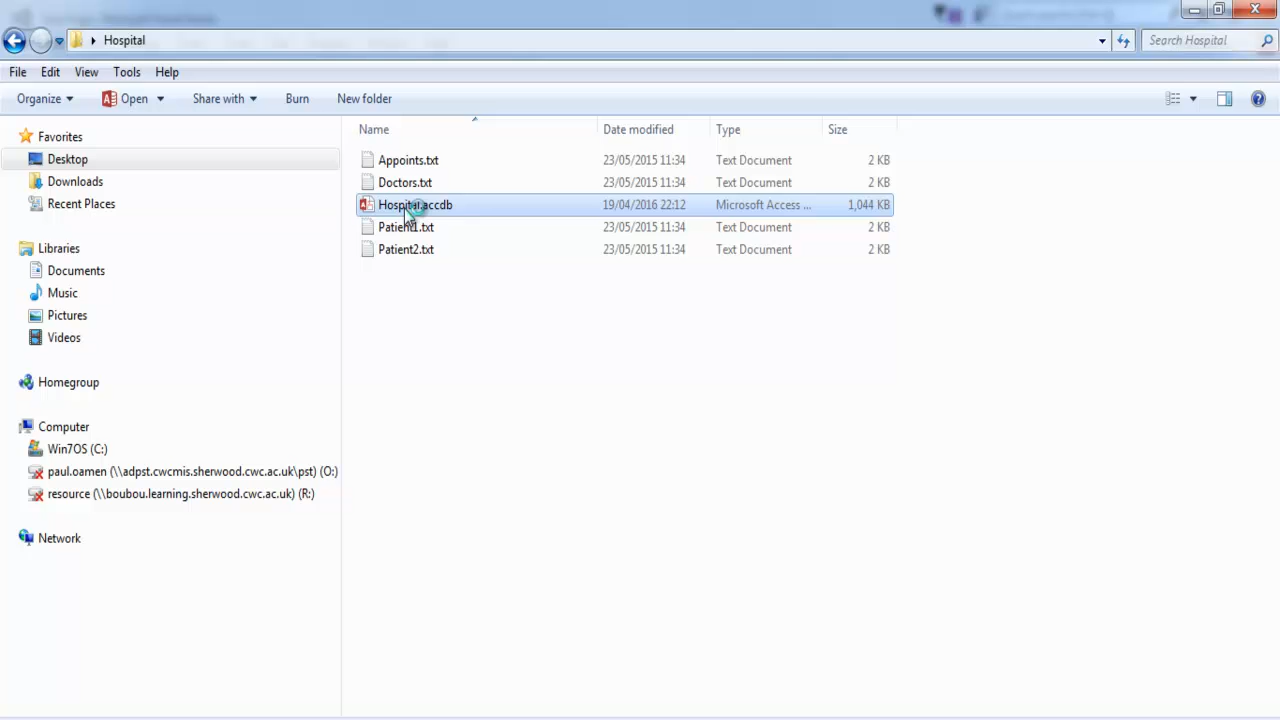 Hospital
Search Hospital
File Edit View Tools Help
Organize Open Share with Burn New folder
Name Date modified Type Size
Favorites
Desktop
Downloads
Recent Places
Libraries
Documents
Music
Pictures
Videos
Homegroup
Computer
Win7OS (C:)
paul.oamen (\\adpst.cwcmis.sherwood.cwc.ac.uk\pst) (O:)
resource (\\boubou.learning.sherwood.cwc.ac.uk) (R:)
Network
Appoints.txt 23/05/2015 11:34 Text Document 2 KB
Doctors.txt 23/05/2015 11:34 Text Document 2 KB
Hospital.accdb 19/04/2016 22:12 Microsoft Access ... 1,044 KB
Patient1.txt 23/05/2015 11:34 Text Document 2 KB
Patient2.txt 23/05/2015 11:34 Text Document 2 KB